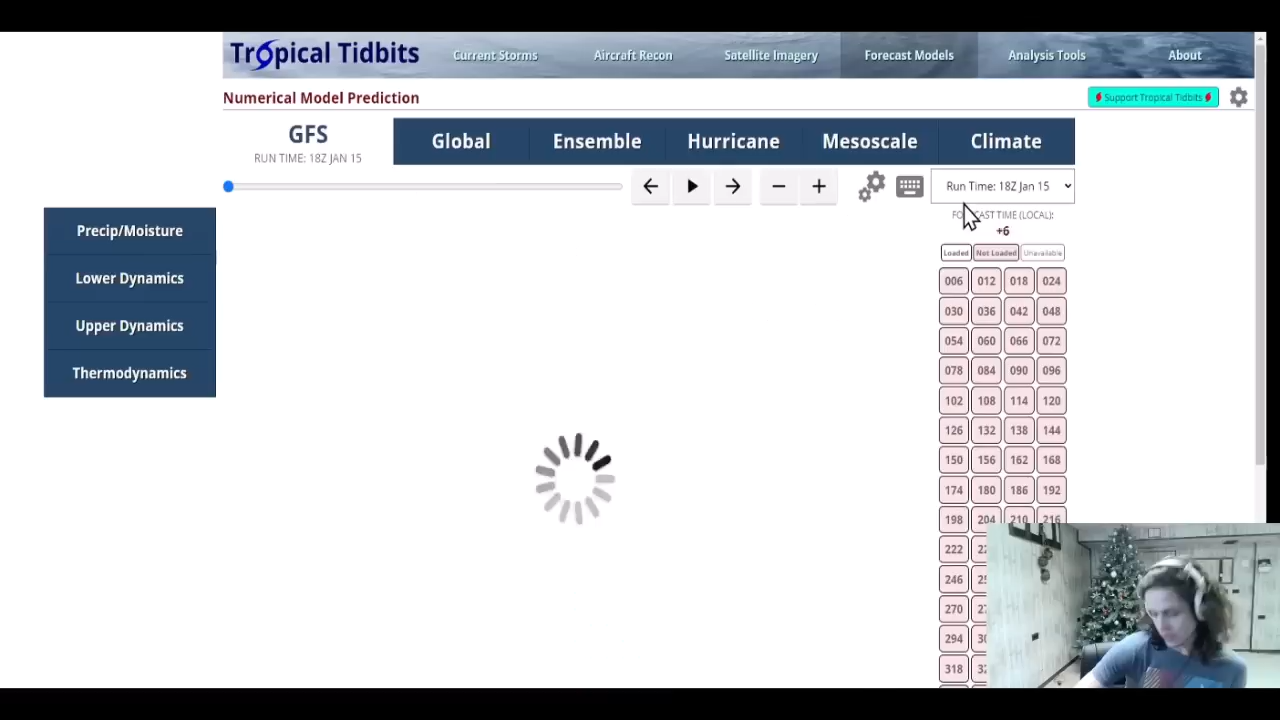 Tropical Tidbits
Current Storms
Aircraft Recon
Satellite Imagery
Forecast Models
Analysis Tools
About
Numerical Model Prediction
Support Tropical Tidbits
GFS
RUN TIME: 18Z JAN 15
Global
Ensemble
Hurricane
Mesoscale
Climate
Run Time: 18Z Jan 15
(LOCAL):
+6
Precip/Moisture
Lower Dynamics
Upper Dynamics
Thermodynamics
Loaded Not Loaded Unavailable
006 012 018 024
030 036 042 048
054 060 066 072
078 084 090 096
102 108 114 120
126 132 138 144
150 156 162 168
174 180 186 192
198 204 210 216
222
246
270
294
318